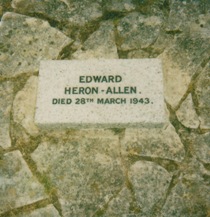 EDWARD
HERON-ALLEN.
DIED 28TH MARCH 1943.